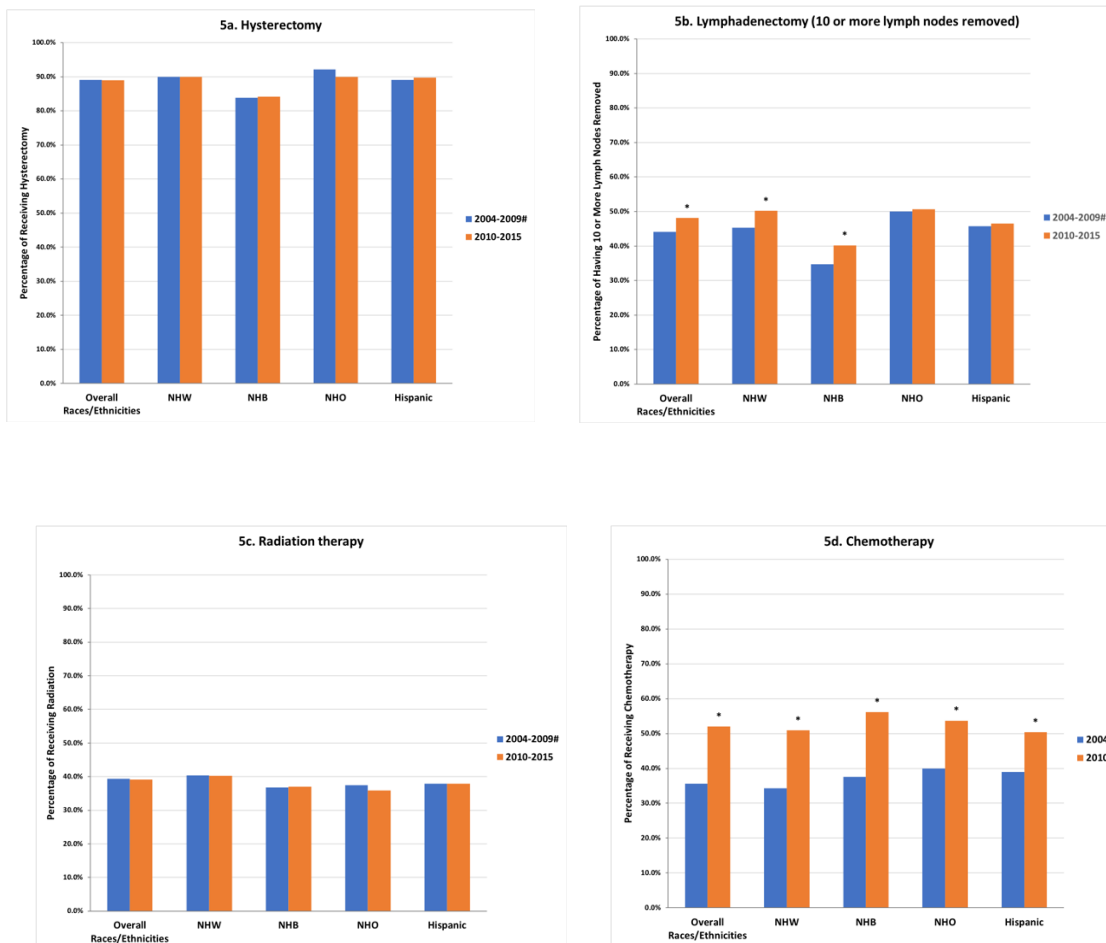 5a. Hysterectomy
100.0%
90.0%
80.0%
70.0%
60.0%
50.0%
40.0%
30.0%
20.0%
10.0%
0.0%
Percentage of Receiving Hysterectomy
Overall Races/Ethnicities
NHW
NHB
NHO
Hispanic
2004-2009#
2010-2015
5b. Lymphadenectomy (10 or more lymph nodes removed)
100.0%
90.0%
80.0%
70.0%
60.0%
50.0%
40.0%
30.0%
20.0%
10.0%
0.0%
Percentage of Having 10 or More Lymph Nodes Removed
*
*
*
Overall
Races/Ethnicities
NHW
NHB
NHO
Hispanic
2004-2009#
2010-2015
5c. Radiation therapy
100.0%
90.0%
80.0%
70.0%
60.0%
50.0%
40.0%
30.0%
20.0%
10.0%
0.0%
Percentage of Receiving Radiation
Overall
Races/Ethnicities
NHW
NHB
NHO
Hispanic
2004-2009#
2010-2015
5d. Chemotherapy
100.0%
90.0%
80.0%
70.0%
60.0%
50.0%
40.0%
30.0%
20.0%
10.0%
0.0%
Percentage of Receiving Chemotherapy
*
*
*
*
*
Overall
Races/Ethnicities
NHW
NHB
NHO
Hispanic
2004
2010